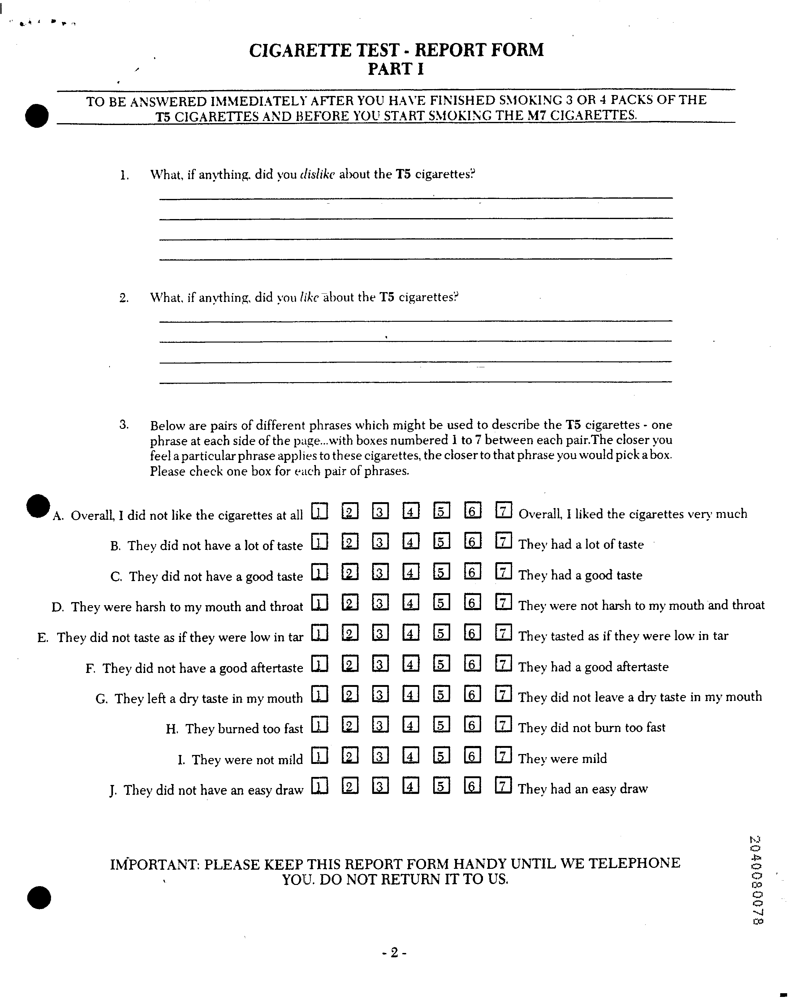 CIGARETTE TEST - REPORT FORM
PART I
TO BE ANSWERED IMMEDIATELY AFTER YOU HAVE FINISHED SMOKING 3 OR 4 PACKS OF THE
T5 CIGARETTES AND BEFORE YOU START SMOKING THE M7 CIGARETTES.
1. What, if anything, did you dislike about the T5 cigarettes?
2. What, if anything, did you like about the T5 cigarettes?
3. Below are pairs of different phrases which might be used to describe the T5 cigarettes - one
phrase at each side of the page...with boxes numbered 1 to 7 between each pair.The closer you
feel a particular phrase applies to these cigarettes, the closer to that phrase you would pick a box.
Please check one box for each pair of phrases.
A. Overall, I did not like the cigarettes at all 1 2 3 4 5 6 7 Overall, I liked the cigarettes very much
B. They did not have a lot of taste 1 2 3 4 5 6 7 They had a lot of taste
C. They did not have a good taste 1 2 3 4 5 6 7 They had a good taste
D. They were harsh to my mouth and throat 1 2 3 4 5 6 7 They were not harsh to my mouth and throat
E. They did not taste as if they were low in tar 1 2 3 4 5 6 7 They tasted as if they were low in tar
F. They did not have a good aftertaste 1 2 3 4 5 6 7 They had a good aftertaste
G. They left a dry taste in my mouth 1 2 3 4 5 6 7 They did not leave a dry taste in my mouth
H. They burned too fast 1 2 3 4 5 6 7 They did not burn too fast
I. They were not mild 1 2 3 4 5 6 7 They were mild
J. They did not have an easy draw 1 2 3 4 5 6 7 They had an easy draw
IMPORTANT: PLEASE KEEP THIS REPORT FORM HANDY UNTIL WE TELEPHONE
YOU. DO NOT RETURN IT TO US.
2040080078
- 2 -